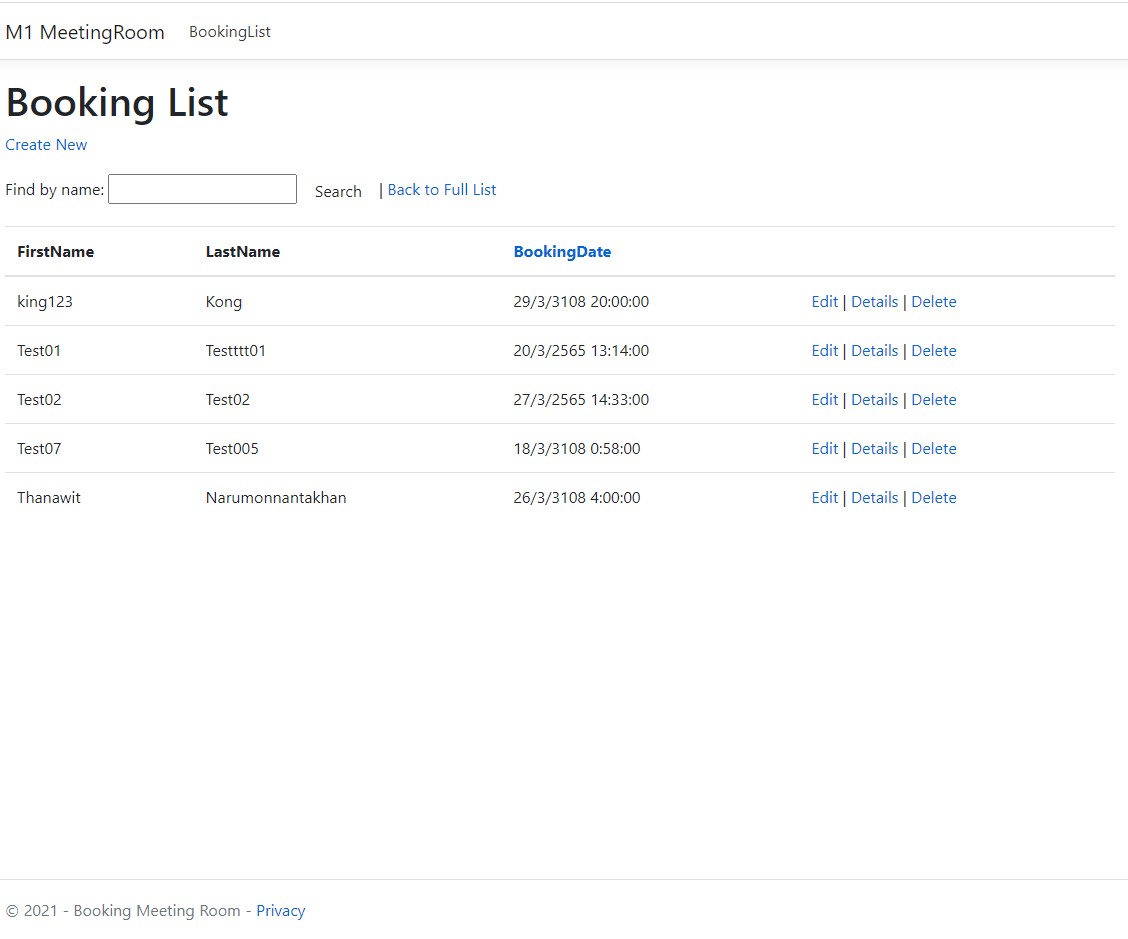 M1 MeetingRoom BookingList
Booking List
Create New
Find by name: Search | Back to Full List
FirstName LastName BookingDate
king123 Kong 29/3/3108 20:00:00 Edit | Details | Delete
Test01 Testttt01 20/3/2565 13:14:00 Edit | Details | Delete
Test02 Test02 27/3/2565 14:33:00 Edit | Details | Delete
Test07 Test005 18/3/3108 0:58:00 Edit | Details | Delete
Thanawit Narumonnantakhan 26/3/3108 4:00:00 Edit | Details | Delete
© 2021 - Booking Meeting Room - Privacy